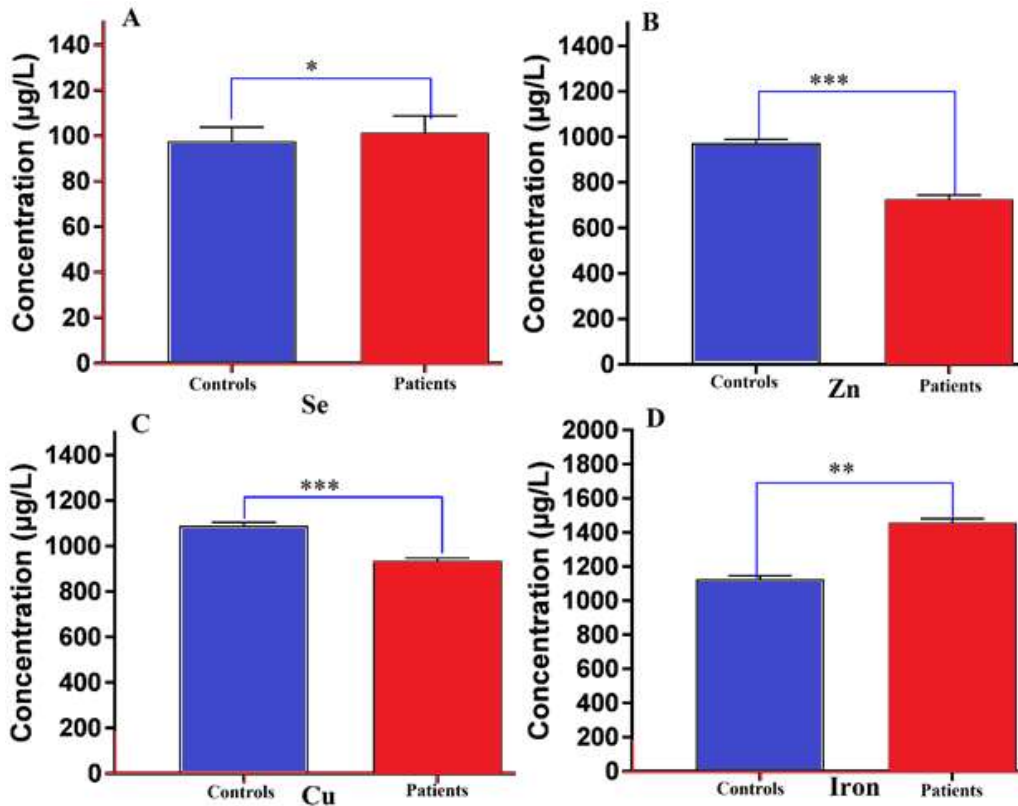 A
Concentration (µg/L)
140
120
100
80
60
40
20
0
*
Controls
Patients
Se
B
Concentration (µg/L)
1400
1200
1000
800
600
400
200
0
***
Controls
Patients
Zn
C
Concentration (µg/L)
1400
1200
1000
800
600
400
200
0
***
Controls
Patients
Cu
D
Concentration (µg/L)
2000
1800
1600
1400
1200
1000
800
600
400
200
0
**
Controls
Patients
Iron